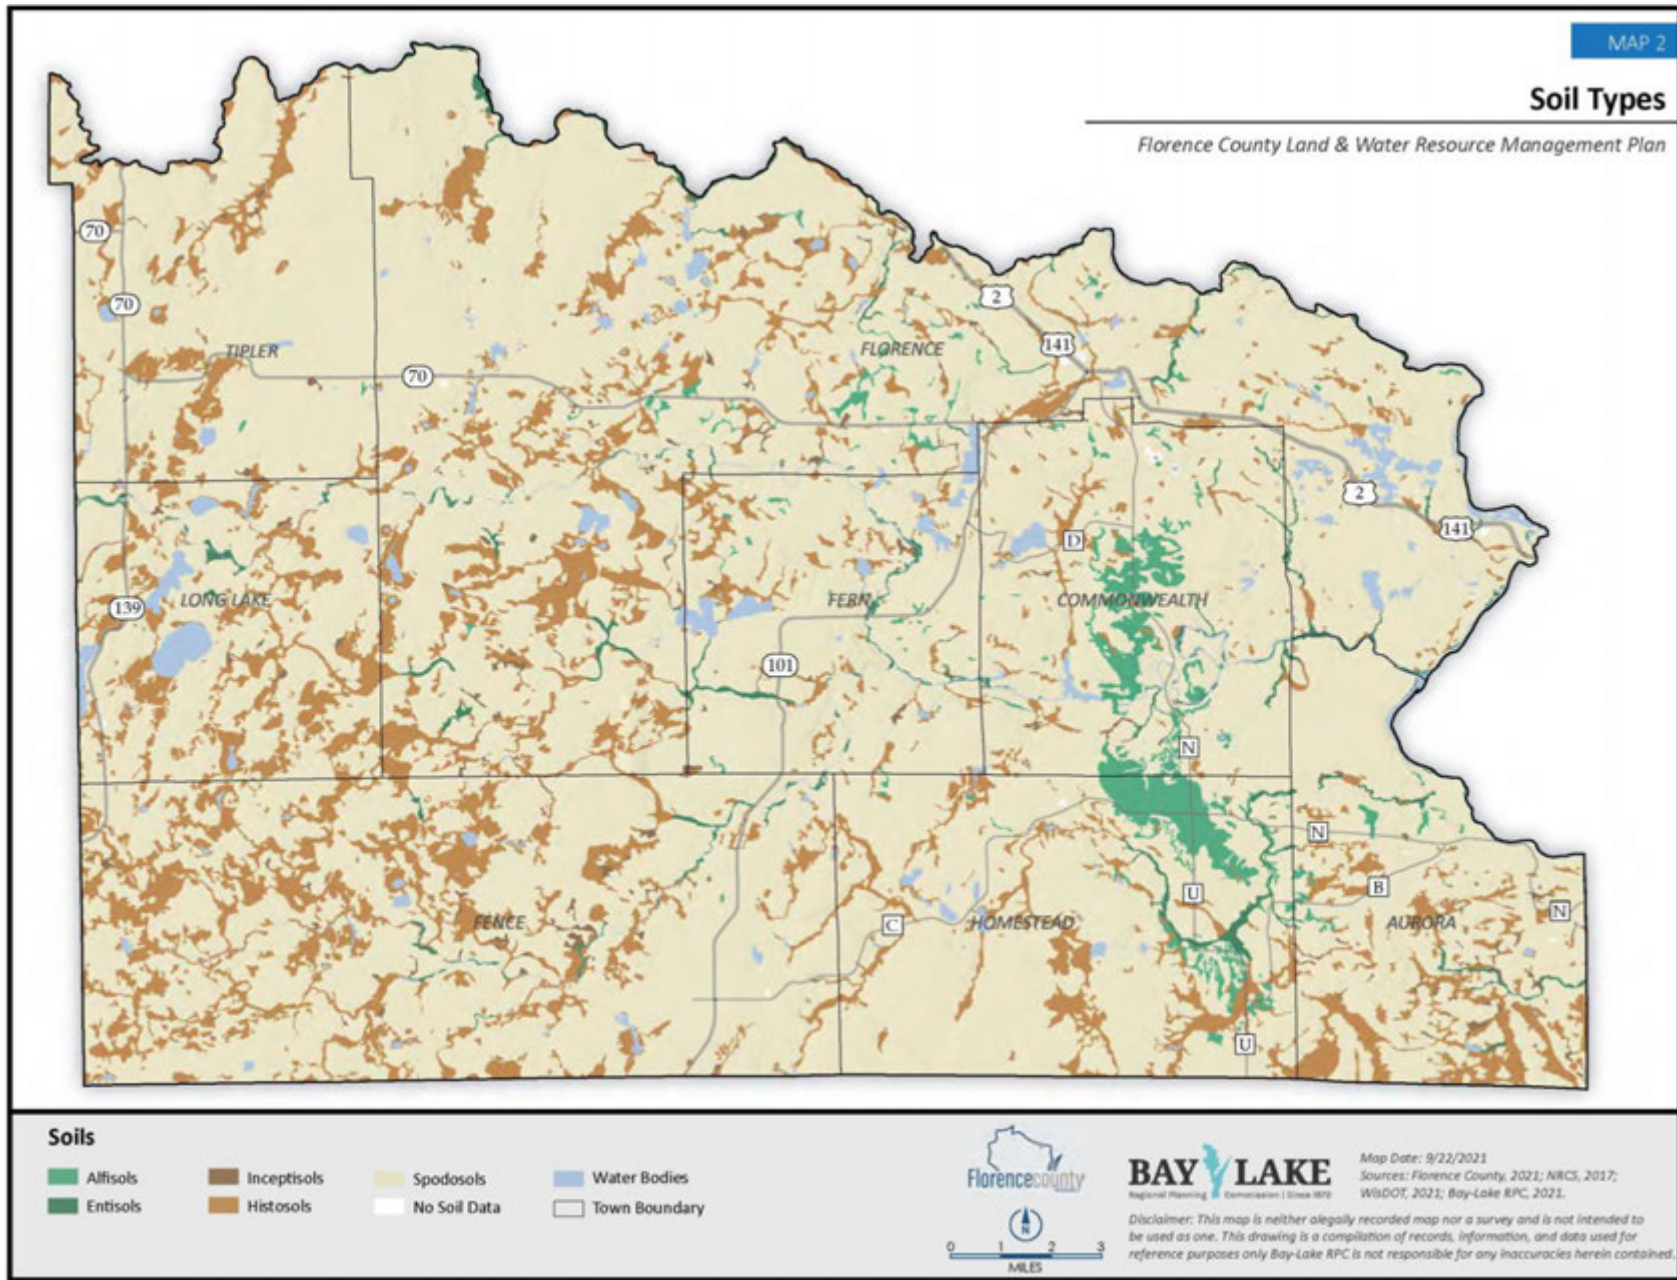 MAP 2
Soil Types
Florence County Land & Water Resource Management Plan
70
2
70
141
TIPLER
FLORENCE
70
2
141
D
139
LONG LAKE
FERN
COMMONWEALTH
101
N
N
B
U
N
C
FENCE
HOMESTEAD
AURORA
U
Soils
Alfisols
Inceptisols
Spodosols
Water Bodies
Entisols
Histosols
No Soil Data
Town Boundary
Florencecounty
N
0 1 2 3
MILES
BAY LAKE
Regional Planning Commission | Since 1972
Map Date: 9/22/2021
Sources: Florence County, 2021; NRCS, 2017;
WisDOT, 2021; Bay-Lake RPC, 2021.
Disclaimer: This map is neither alegally recorded map nor a survey and is not intended to
be used as one. This drawing is a compilation of records, information, and data used for
reference purposes only Bay-Lake RPC is not responsible for any inaccuracies herein contained.